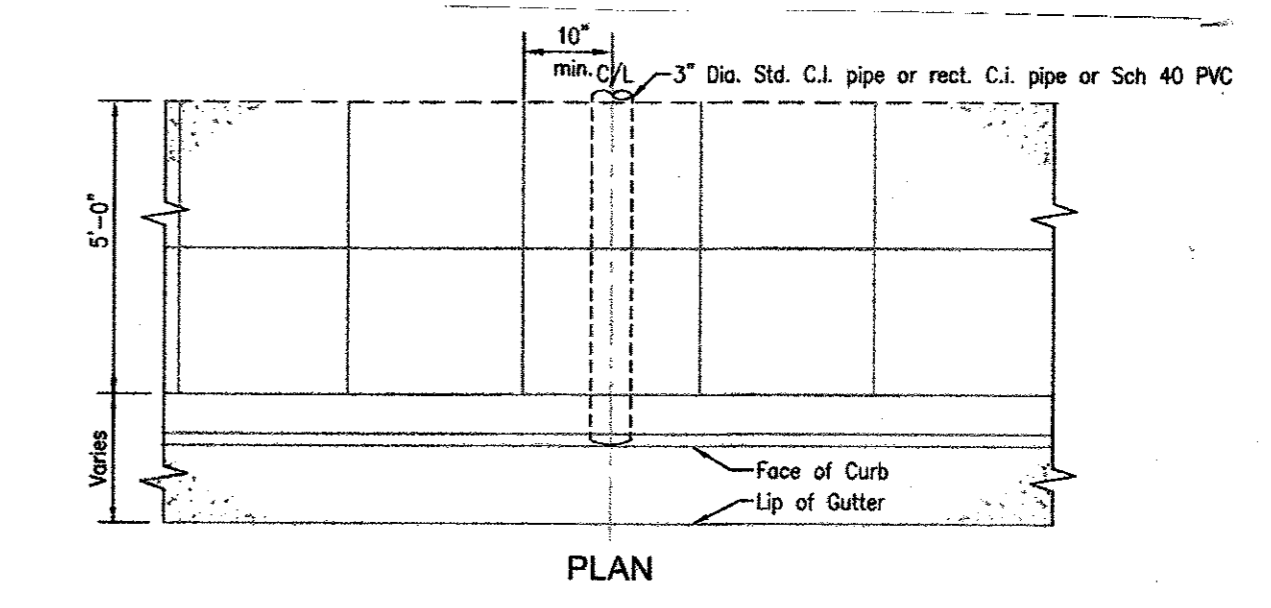 10"
min. C/L
3" Dia. Std. C.I. pipe or rect. C.i. pipe or Sch 40 PVC
5'-0"
Varies
Face of Curb
Lip of Gutter
PLAN